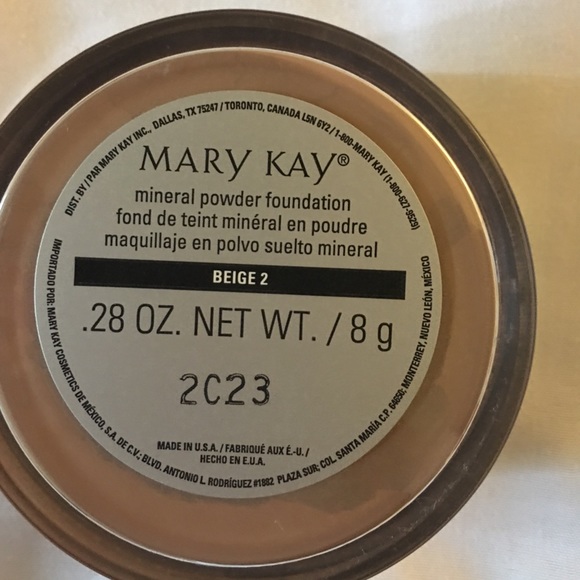 DIST. BY / PAR MARY KAY INC., DALLAS, TX 75247 / TORONTO, CANADA L5N 6Y2 / 1-800-MARY KAY (1-800-627-9529)
MARY KAY®
mineral powder foundation
fond de teint minéral en poudre
maquillaje en polvo suelto mineral
BEIGE 2
.28 OZ. NET WT. / 8 g
2C23
MADE IN U.S.A. / FABRIQUÉ AUX É.-U. /
HECHO EN E.U.A.
IMPORTADO POR: MARY KAY COSMETICS DE MÉXICO, S.A. DE C.V.: BLVD. ANTONIO L. RODRÍGUEZ #1882 PLAZA SUR; COL. SANTA MARÍA C.P. 64650; MONTERREY, NUEVO LEÓN, MÉXICO